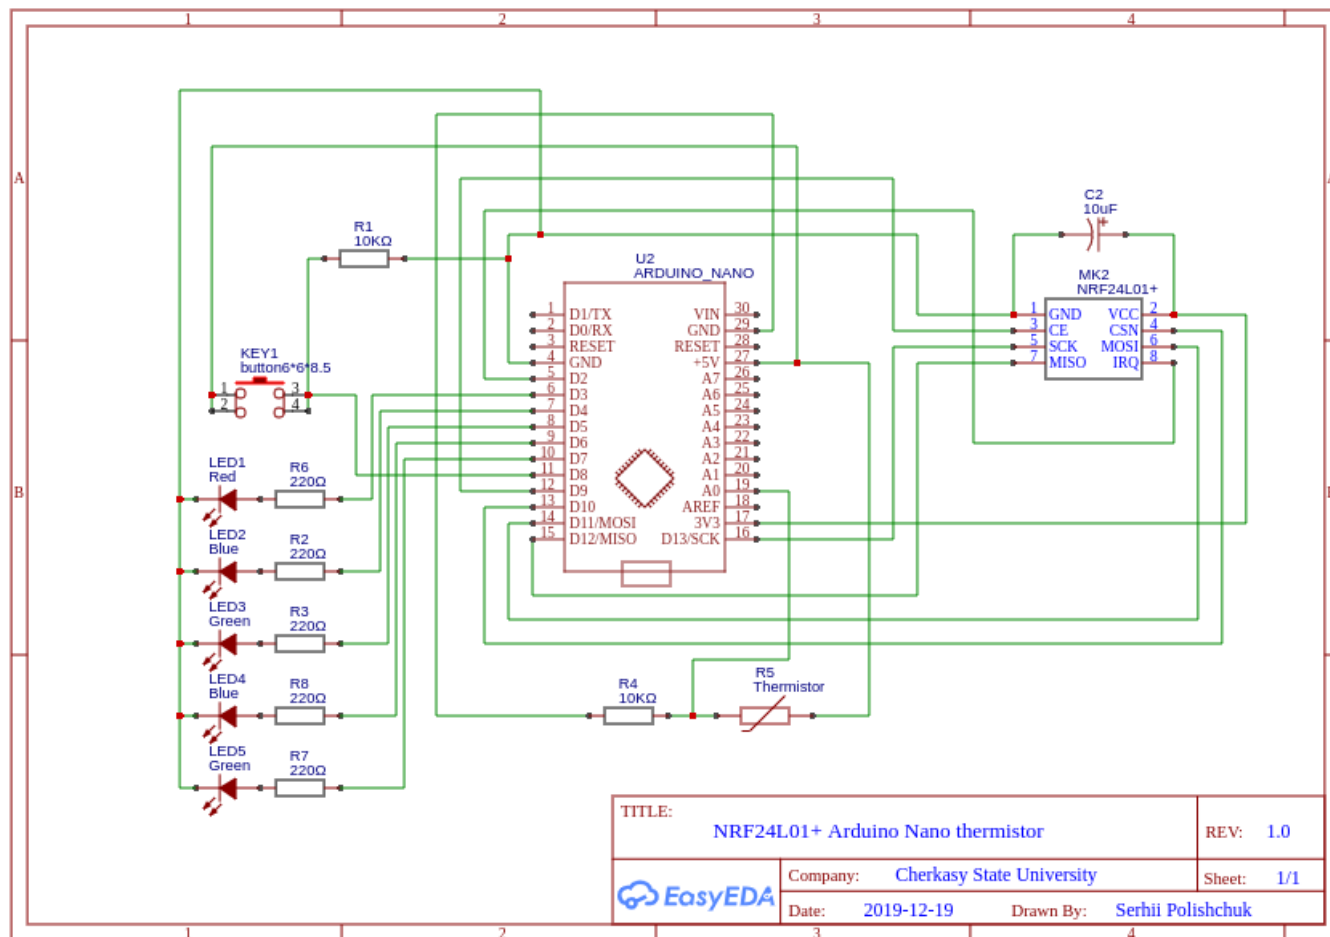 1 2 3 4
A
R1
10KΩ
C2
10uF
+
U2
ARDUINO_NANO
MK2
NRF24L01+
1 D1/TX VIN 30
2 D0/RX GND 29
3 RESET RESET 28
4 GND +5V 27
5 D2 A7 26
6 D3 A6 25
7 D4 A5 24
8 D5 A4 23
9 D6 A3 22
10 D7 A2 21
11 D8 A1 20
12 D9 A0 19
13 D10 AREF 18
14 D11/MOSI 3V3 17
15 D12/MISO D13/SCK 16
1 GND VCC 2
3 CE CSN 4
5 SCK MOSI 6
7 MISO IRQ 8
KEY1
button6*6*8.5
1 3
2 4
B
LED1
Red
R6
220Ω
LED2
Blue
R2
220Ω
LED3
Green
R3
220Ω
LED4
Blue
R8
220Ω
LED5
Green
R7
220Ω
R4
10KΩ
R5
Thermistor
TITLE:
NRF24L01+ Arduino Nano thermistor
REV: 1.0
EasyEDA
Company: Cherkasy State University
Sheet: 1/1
Date: 2019-12-19 Drawn By: Serhii Polishchuk
1 2 3 4